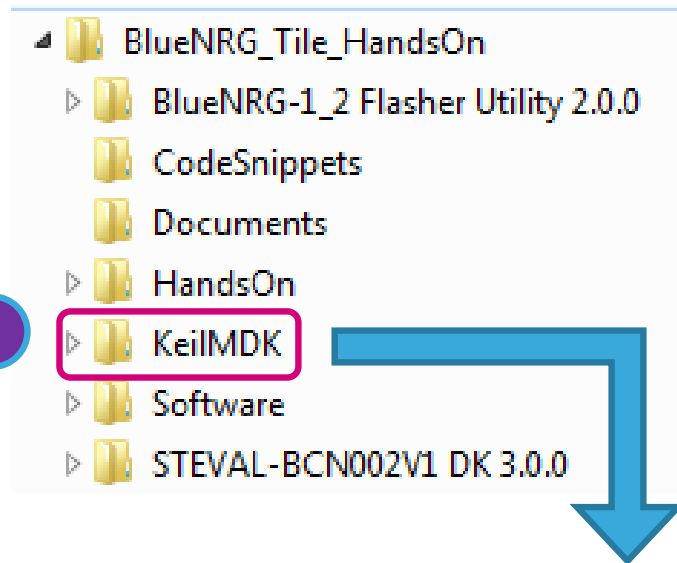 BlueNRG_Tile_HandsOn
BlueNRG-1_2 Flasher Utility 2.0.0
CodeSnippets
Documents
HandsOn
KeilMDK
Software
STEVAL-BCN002V1 DK 3.0.0